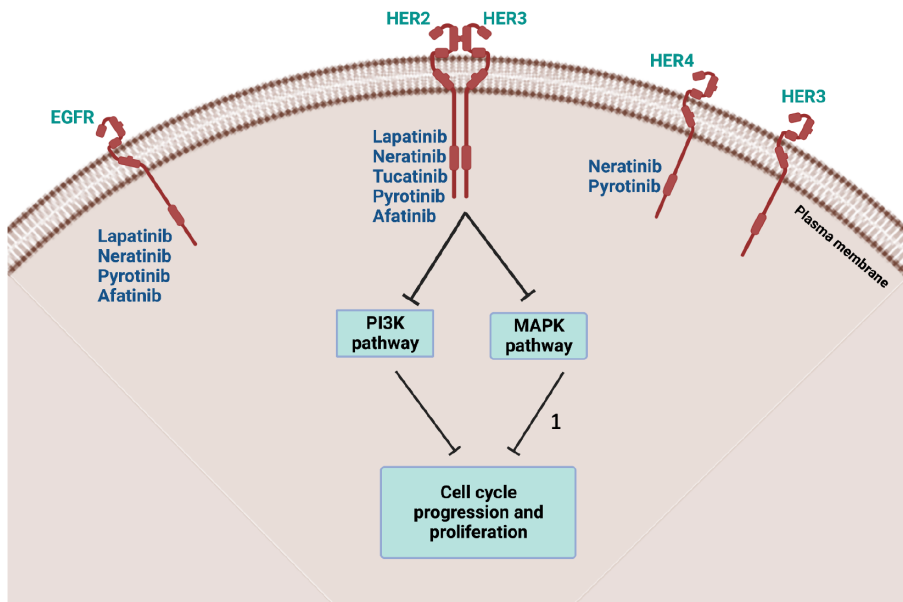 HER2
HER3
HER4
HER3
EGFR
Lapatinib
Neratinib
Tucatinib
Pyrotinib
Afatinib
Neratinib
Pyrotinib
Plasma membrane
Lapatinib
Neratinib
Pyrotinib
Afatinib
PI3K
pathway
MAPK
pathway
1
Cell cycle
progression and
proliferation